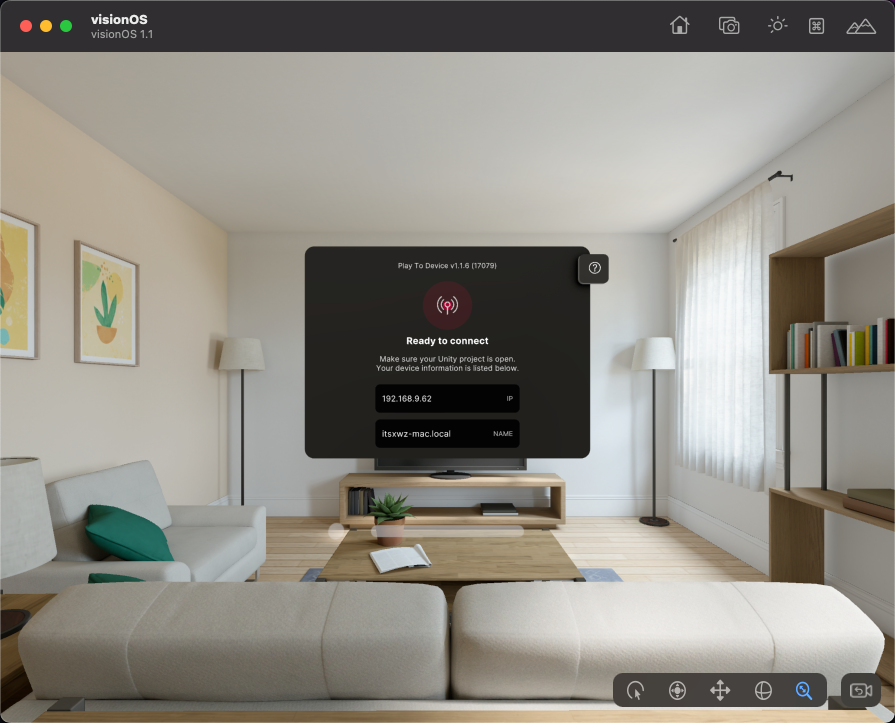 visionOS
visionOS 1.1
Play To Device v1.1.6 (17079)
Ready to connect
Make sure your Unity project is open.
Your device information is listed below.
192.168.9.62 IP
itsxwz-mac.local NAME